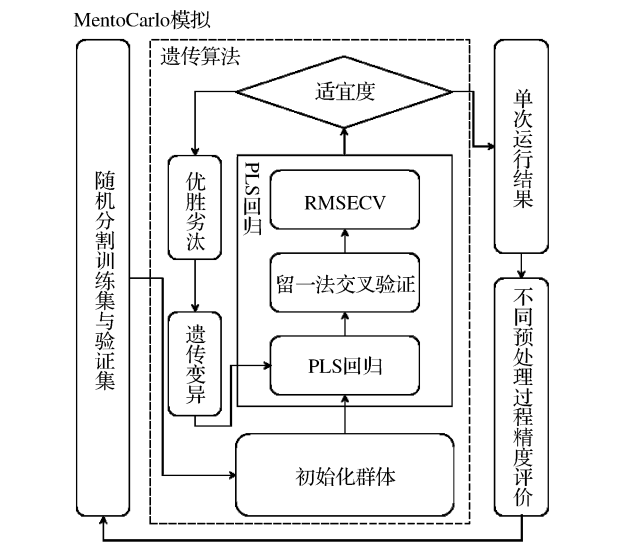 MentoCarlo模拟
遗传算法
适宜度
单次运行结果
优胜劣汰
PLS回归
RMSECV
随机分割训练集与验证集
留一法交叉验证
不同预处理过程精度评价
遗传变异
PLS回归
初始化群体